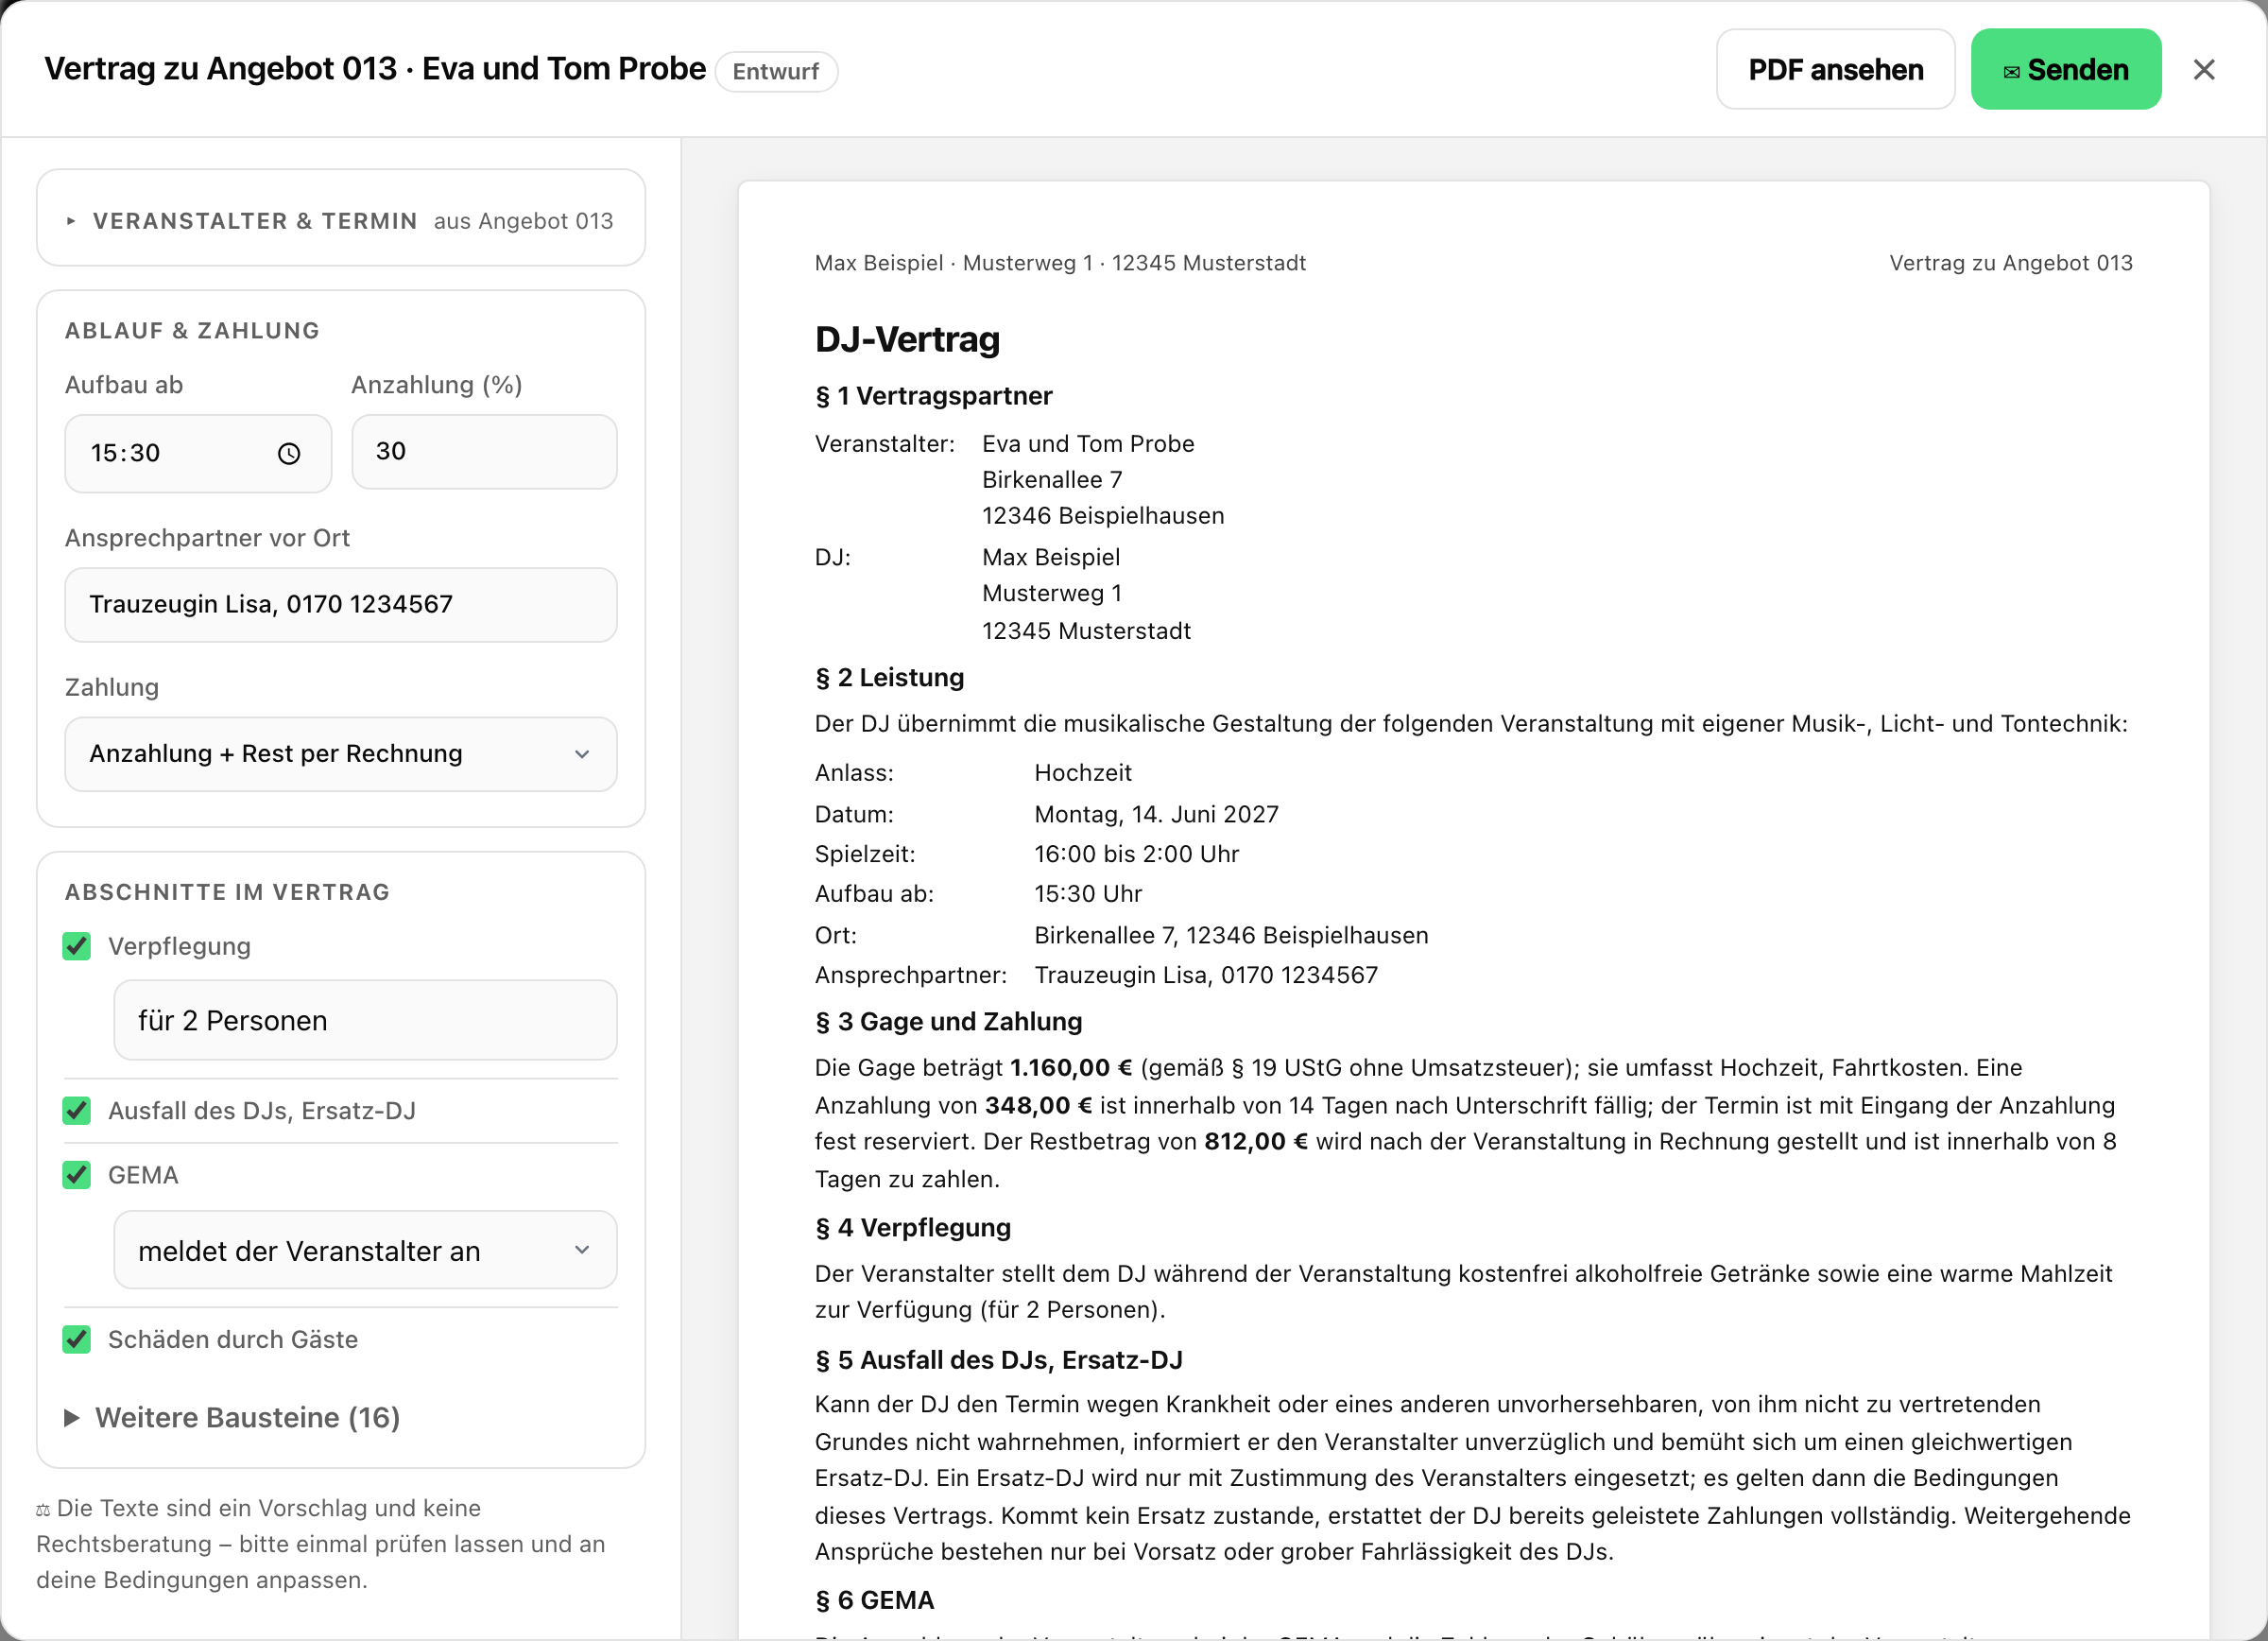 Vertrag zu Angebot 013 · Eva und Tom Probe Entwurf
PDF ansehen
✉ Senden ×
▸ VERANSTALTER & TERMIN aus Angebot 013
ABLAUF & ZAHLUNG
Aufbau ab Anzahlung (%)
15:30 30
Ansprechpartner vor Ort
Trauzeugin Lisa, 0170 1234567
Zahlung
Anzahlung + Rest per Rechnung
ABSCHNITTE IM VERTRAG
Verpflegung
für 2 Personen
Ausfall des DJs, Ersatz-DJ
GEMA
meldet der Veranstalter an
Schäden durch Gäste
▶ Weitere Bausteine (16)
⚖ Die Texte sind ein Vorschlag und keine
Rechtsberatung – bitte einmal prüfen lassen und an
deine Bedingungen anpassen.
Max Beispiel · Musterweg 1 · 12345 Musterstadt Vertrag zu Angebot 013
DJ-Vertrag
§ 1 Vertragspartner
Veranstalter: Eva und Tom Probe
Birkenallee 7
12346 Beispielhausen
DJ: Max Beispiel
Musterweg 1
12345 Musterstadt
§ 2 Leistung
Der DJ übernimmt die musikalische Gestaltung der folgenden Veranstaltung mit eigener Musik-, Licht- und Tontechnik:
Anlass: Hochzeit
Datum: Montag, 14. Juni 2027
Spielzeit: 16:00 bis 2:00 Uhr
Aufbau ab: 15:30 Uhr
Ort: Birkenallee 7, 12346 Beispielhausen
Ansprechpartner: Trauzeugin Lisa, 0170 1234567
§ 3 Gage und Zahlung
Die Gage beträgt 1.160,00 € (gemäß § 19 UStG ohne Umsatzsteuer); sie umfasst Hochzeit, Fahrtkosten. Eine
Anzahlung von 348,00 € ist innerhalb von 14 Tagen nach Unterschrift fällig; der Termin ist mit Eingang der Anzahlung
fest reserviert. Der Restbetrag von 812,00 € wird nach der Veranstaltung in Rechnung gestellt und ist innerhalb von 8
Tagen zu zahlen.
§ 4 Verpflegung
Der Veranstalter stellt dem DJ während der Veranstaltung kostenfrei alkoholfreie Getränke sowie eine warme Mahlzeit
zur Verfügung (für 2 Personen).
§ 5 Ausfall des DJs, Ersatz-DJ
Kann der DJ den Termin wegen Krankheit oder eines anderen unvorhersehbaren, von ihm nicht zu vertretenden
Grundes nicht wahrnehmen, informiert er den Veranstalter unverzüglich und bemüht sich um einen gleichwertigen
Ersatz-DJ. Ein Ersatz-DJ wird nur mit Zustimmung des Veranstalters eingesetzt; es gelten dann die Bedingungen
dieses Vertrags. Kommt kein Ersatz zustande, erstattet der DJ bereits geleistete Zahlungen vollständig. Weitergehende
Ansprüche bestehen nur bei Vorsatz oder grober Fahrlässigkeit des DJs.
§ 6 GEMA